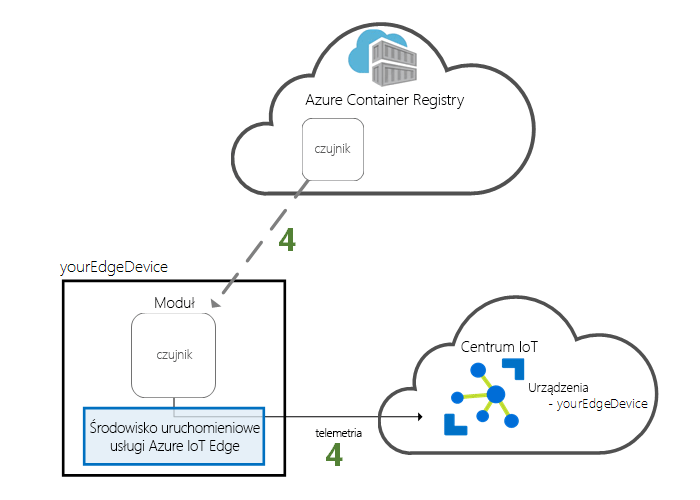 Azure Container Registry
czujnik
4
yourEdgeDevice
Moduł
czujnik
Środowisko uruchomieniowe
usługi Azure IoT Edge
telemetria
4
Centrum IoT
Urządzenia
- yourEdgeDevice